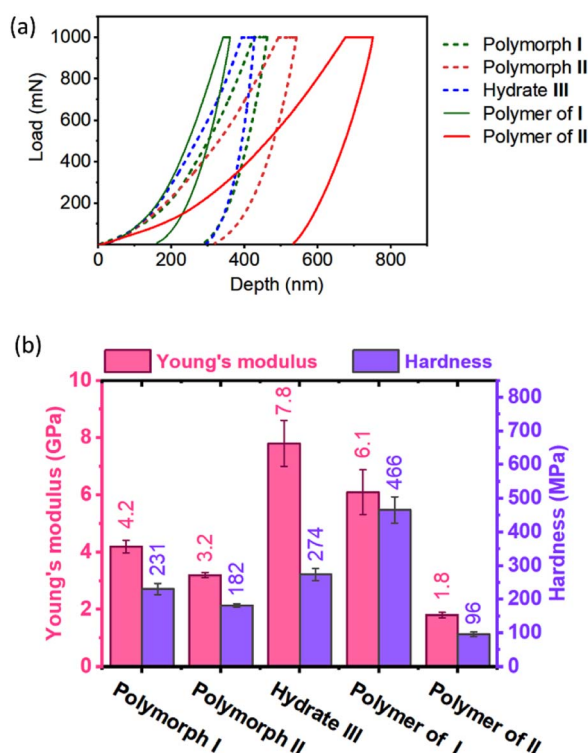 (a)
1000
800
600
400
200
Load (mN)
0 200 400 600 800
Depth (nm)
Polymorph I
Polymorph II
Hydrate III
Polymer of I
Polymer of II
(b)
Young's modulus
Hardness
10
8
6
4
2
0
Young's modulus (GPa)
4.2
231
3.2
182
7.8
274
6.1
466
1.8
96
800
700
600
500
400
300
200
100
0
Hardness (MPa)
Polymorph I
Polymorph II
Hydrate III
Polymer of I
Polymer of II